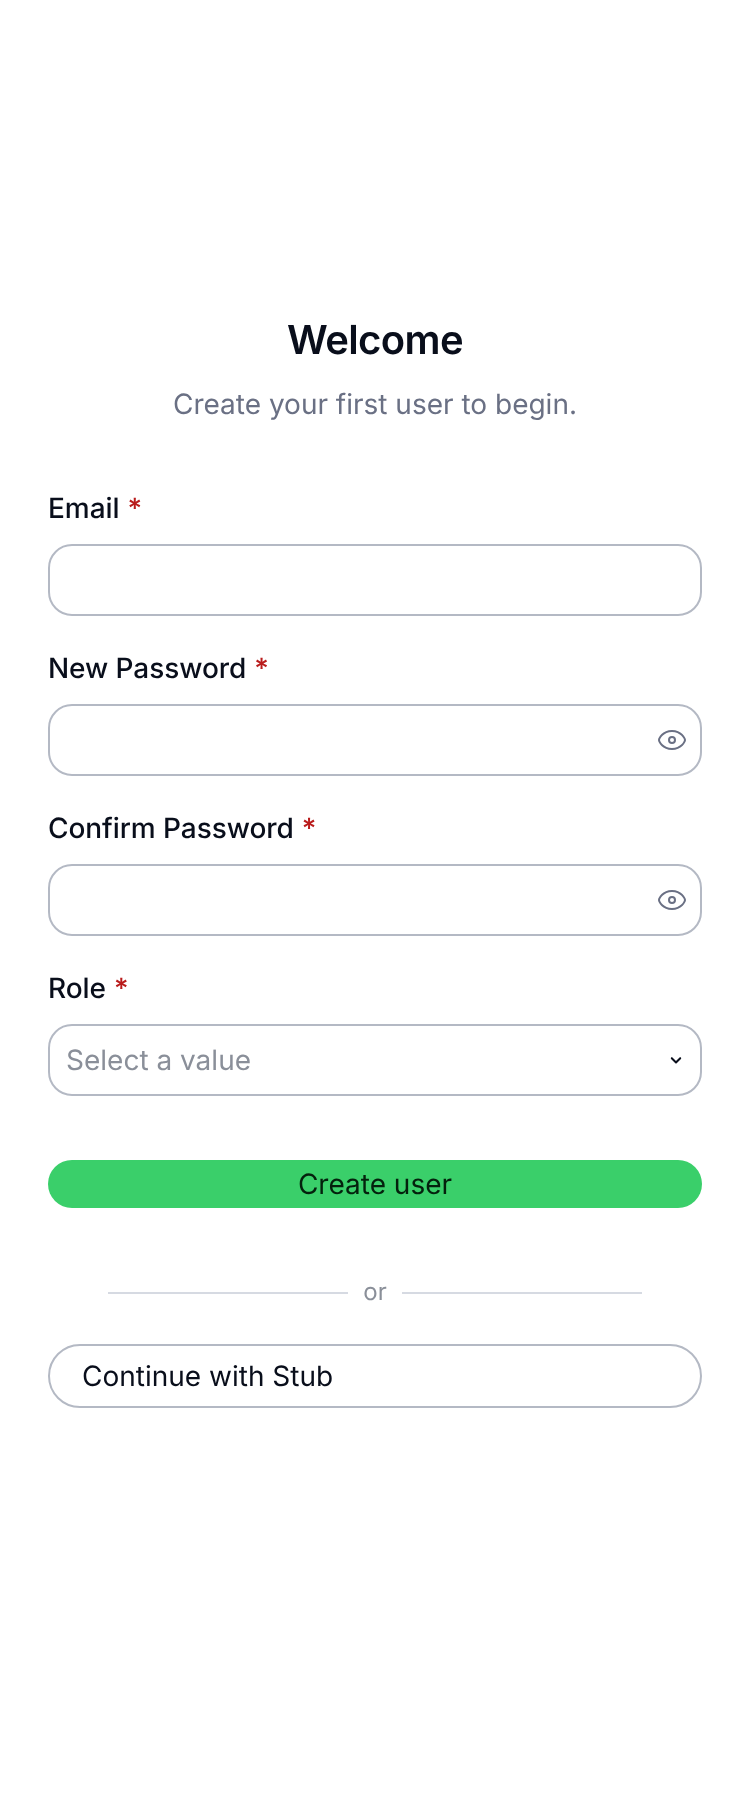 Welcome
Create your first user to begin.
Email *
New Password *
Confirm Password *
Role *
Select a value
Create user
or
Continue with Stub